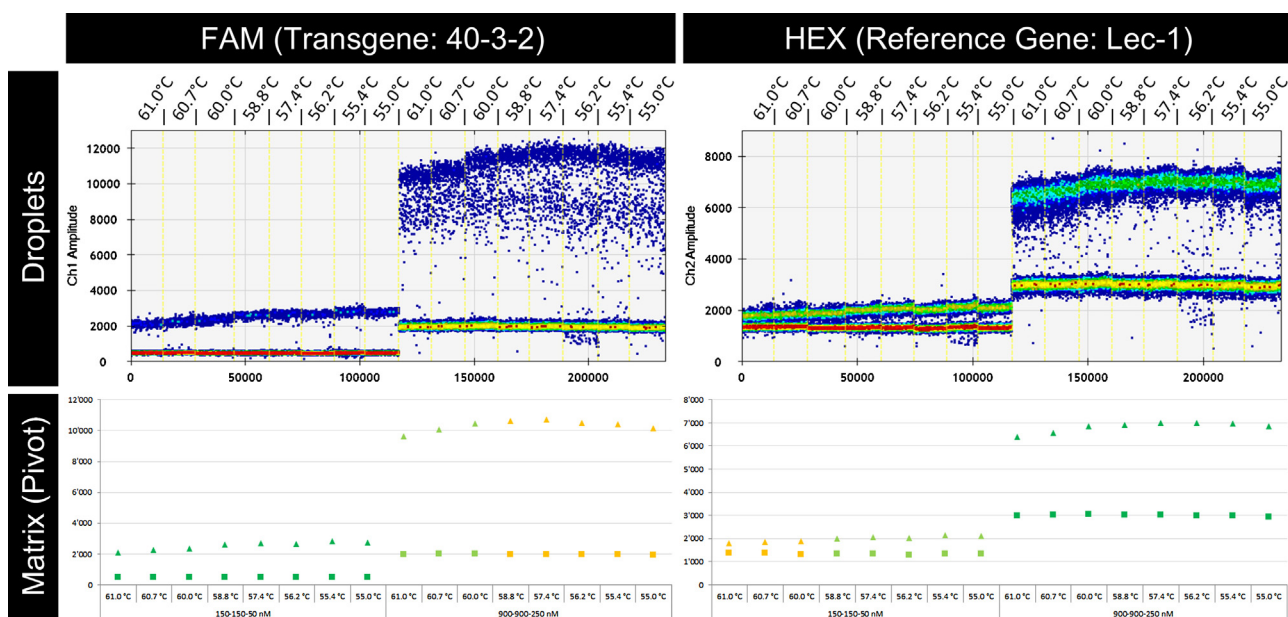 FAM (Transgene: 40-3-2)
HEX (Reference Gene: Lec-1)
Droplets
61.0°C | 60.7°C | 60.0°C | 58.8°C | 57.4°C | 56.2°C | 55.4°C | 55.0°C | 61.0°C | 60.7°C | 60.0°C | 58.8°C | 57.4°C | 56.2°C | 55.4°C | 55.0°C
Ch1 Amplitude
12000
10000
8000
6000
4000
2000
0
0 50000 100000 150000 200000
61.0°C | 60.7°C | 60.0°C | 58.8°C | 57.4°C | 56.2°C | 55.4°C | 55.0°C | 61.0°C | 60.7°C | 60.0°C | 58.8°C | 57.4°C | 56.2°C | 55.4°C | 55.0°C
Ch2 Amplitude
8000
6000
4000
2000
0
0 50000 100000 150000 200000
Matrix (Pivot)
12'000
10'000
8'000
6'000
4'000
2'000
0
61.0 °C 60.7 °C 60.0 °C 58.8 °C 57.4 °C 56.2 °C 55.4 °C 55.0 °C 61.0 °C 60.7 °C 60.0 °C 58.8 °C 57.4 °C 56.2 °C 55.4 °C 55.0 °C
150-150-50 nM 900-900-250 nM
8'000
7'000
6'000
5'000
4'000
3'000
2'000
1'000
0
61.0 °C 60.7 °C 60.0 °C 58.8 °C 57.4 °C 56.2 °C 55.4 °C 55.0 °C 61.0 °C 60.7 °C 60.0 °C 58.8 °C 57.4 °C 56.2 °C 55.4 °C 55.0 °C
150-150-50 nM 900-900-250 nM